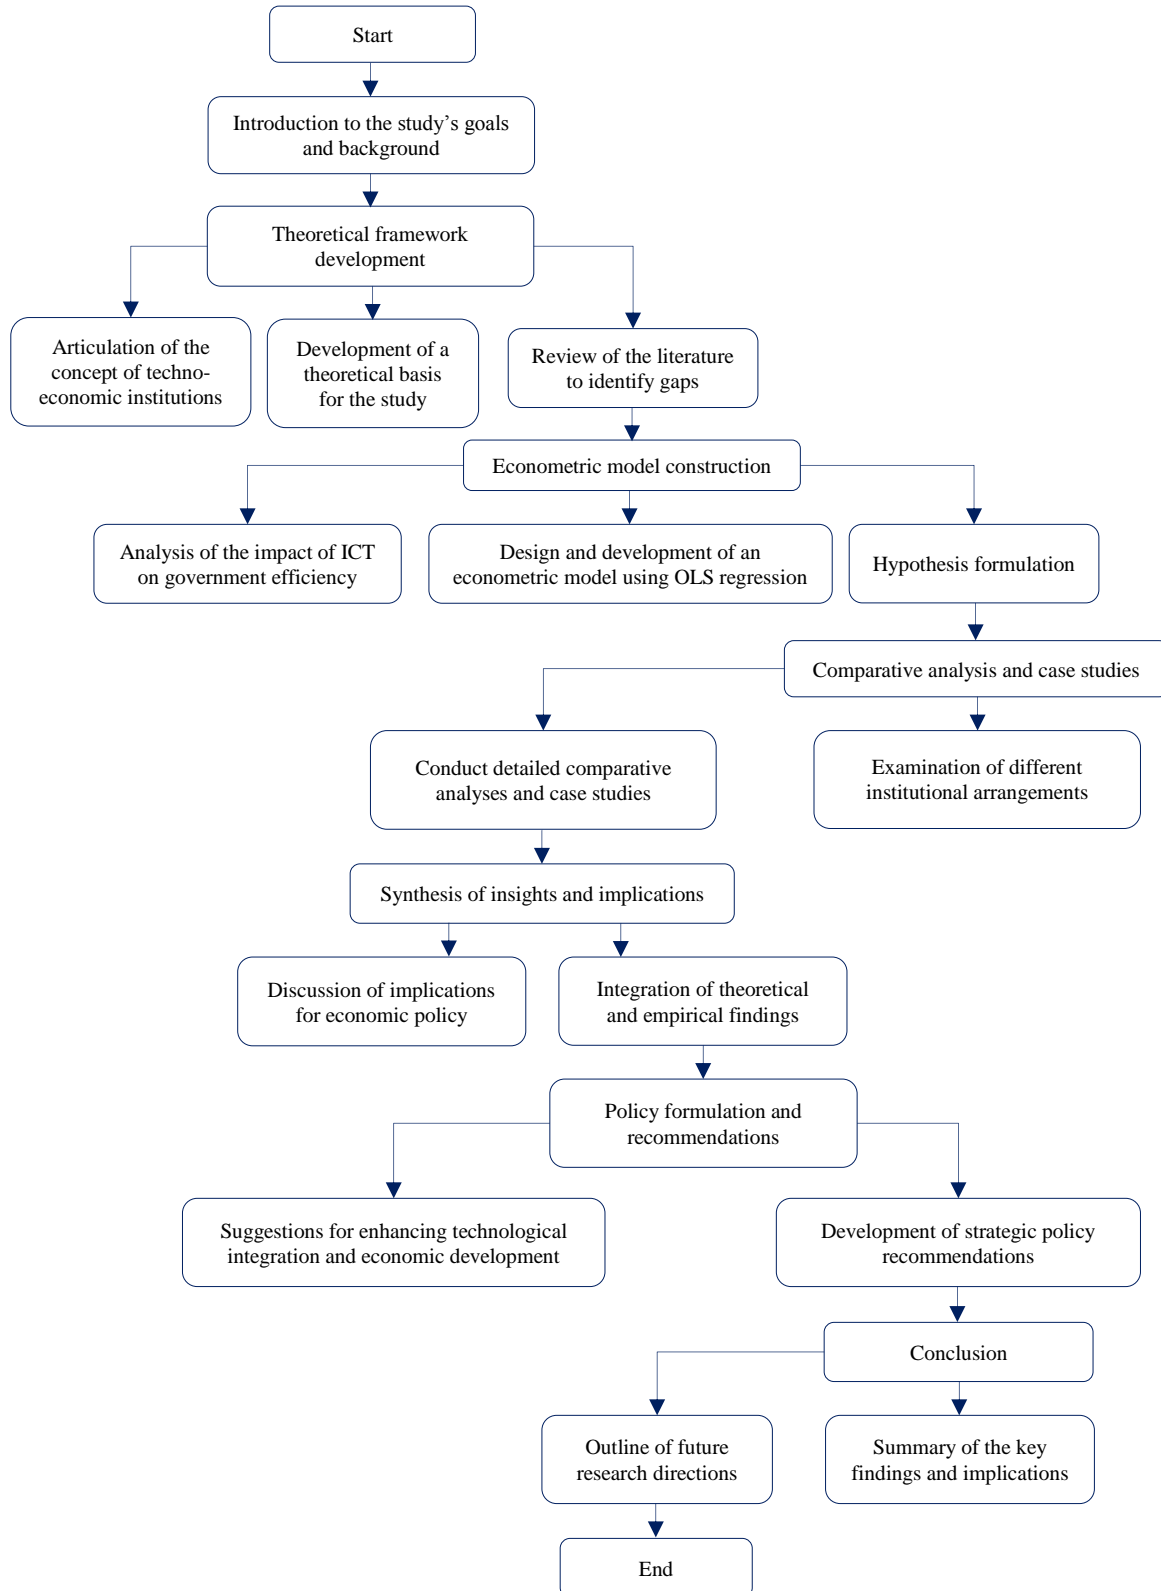 Start
Introduction to the study’s goals
and background
Theoretical framework
development
Articulation of the
concept of techno-
economic institutions
Development of a
theoretical basis
for the study
Review of the literature
to identify gaps
Econometric model construction
Analysis of the impact of ICT
on government efficiency
Design and development of an
econometric model using OLS regression
Hypothesis formulation
Comparative analysis and case studies
Conduct detailed comparative
analyses and case studies
Examination of different
institutional arrangements
Synthesis of insights and implications
Discussion of implications
for economic policy
Integration of theoretical
and empirical findings
Policy formulation and
recommendations
Suggestions for enhancing technological
integration and economic development
Development of strategic policy
recommendations
Conclusion
Outline of future
research directions
Summary of the key
findings and implications
End